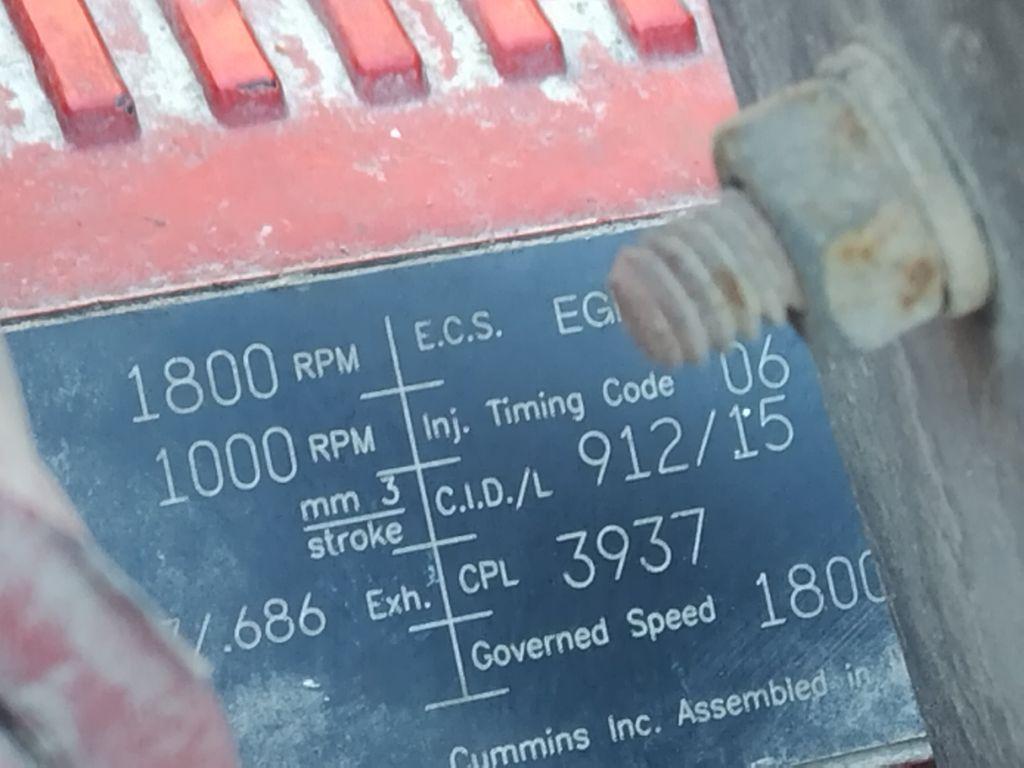 1800 RPM
1000 RPM
mm 3
stroke
/.686 Exh.
E.C.S.
Inj. Timing Code 06
C.I.D./L 912/15
CPL 3937
Governed Speed 1800
Cummins Inc. Assembled in